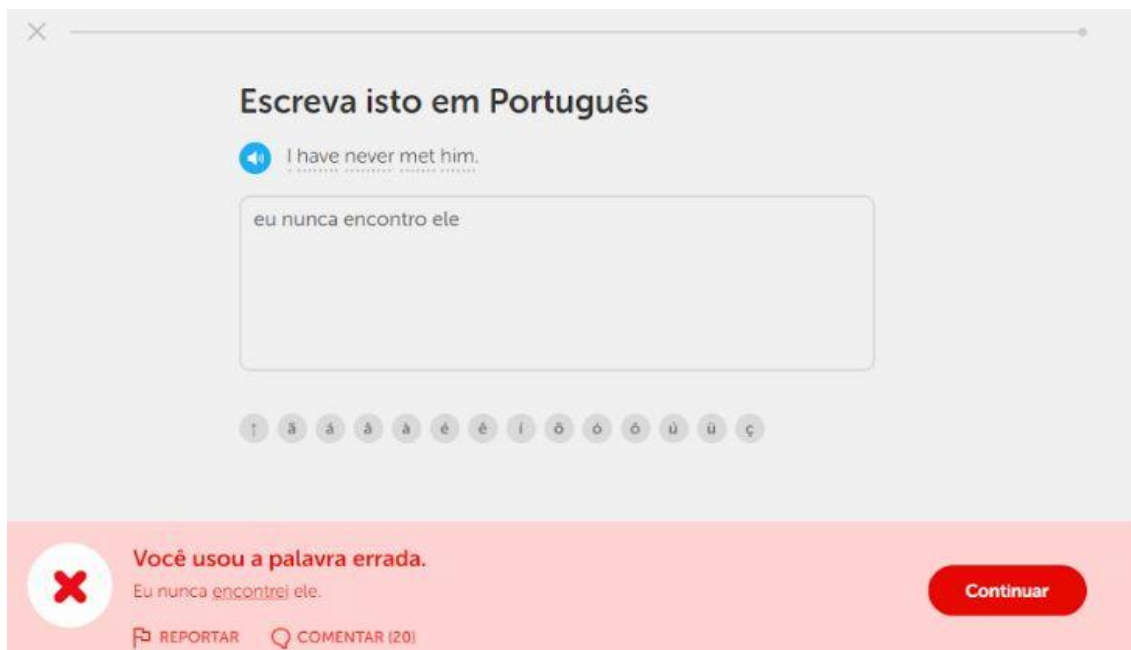 Escreva isto em Português
I have never met him.
eu nunca encontro ele
↑ ã á â à é ê í õ ó ô ú ü ç
Você usou a palavra errada.
Eu nunca encontrei ele.
Continuar
REPORTAR COMENTAR (20)